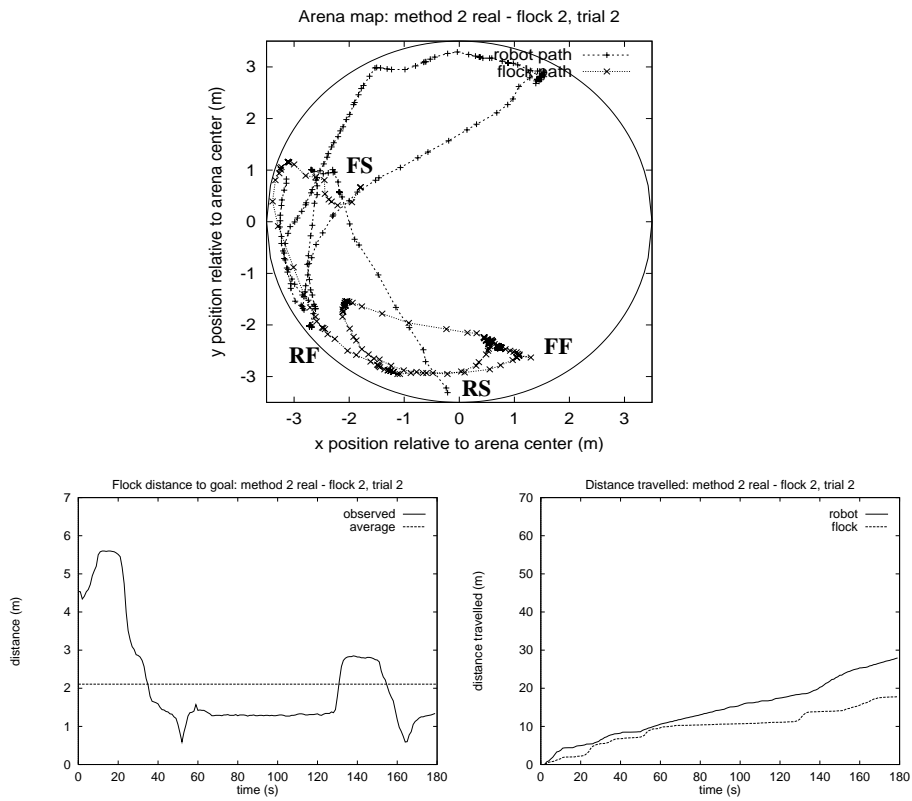 Arena map: method 2 real - flock 2, trial 2
robot path
flock path
y position relative to arena center (m)
3
2
1
0
-1
-2
-3
FS
RF
FF
RS
-3 -2 -1 0 1 2 3
x position relative to arena center (m)
Flock distance to goal: method 2 real - flock 2, trial 2
observed
average
distance (m)
7
6
5
4
3
2
1
0
0 20 40 60 80 100 120 140 160 180
time (s)
Distance travelled: method 2 real - flock 2, trial 2
robot
flock
distance travelled (m)
70
60
50
40
30
20
10
0
0 20 40 60 80 100 120 140 160 180
time (s)